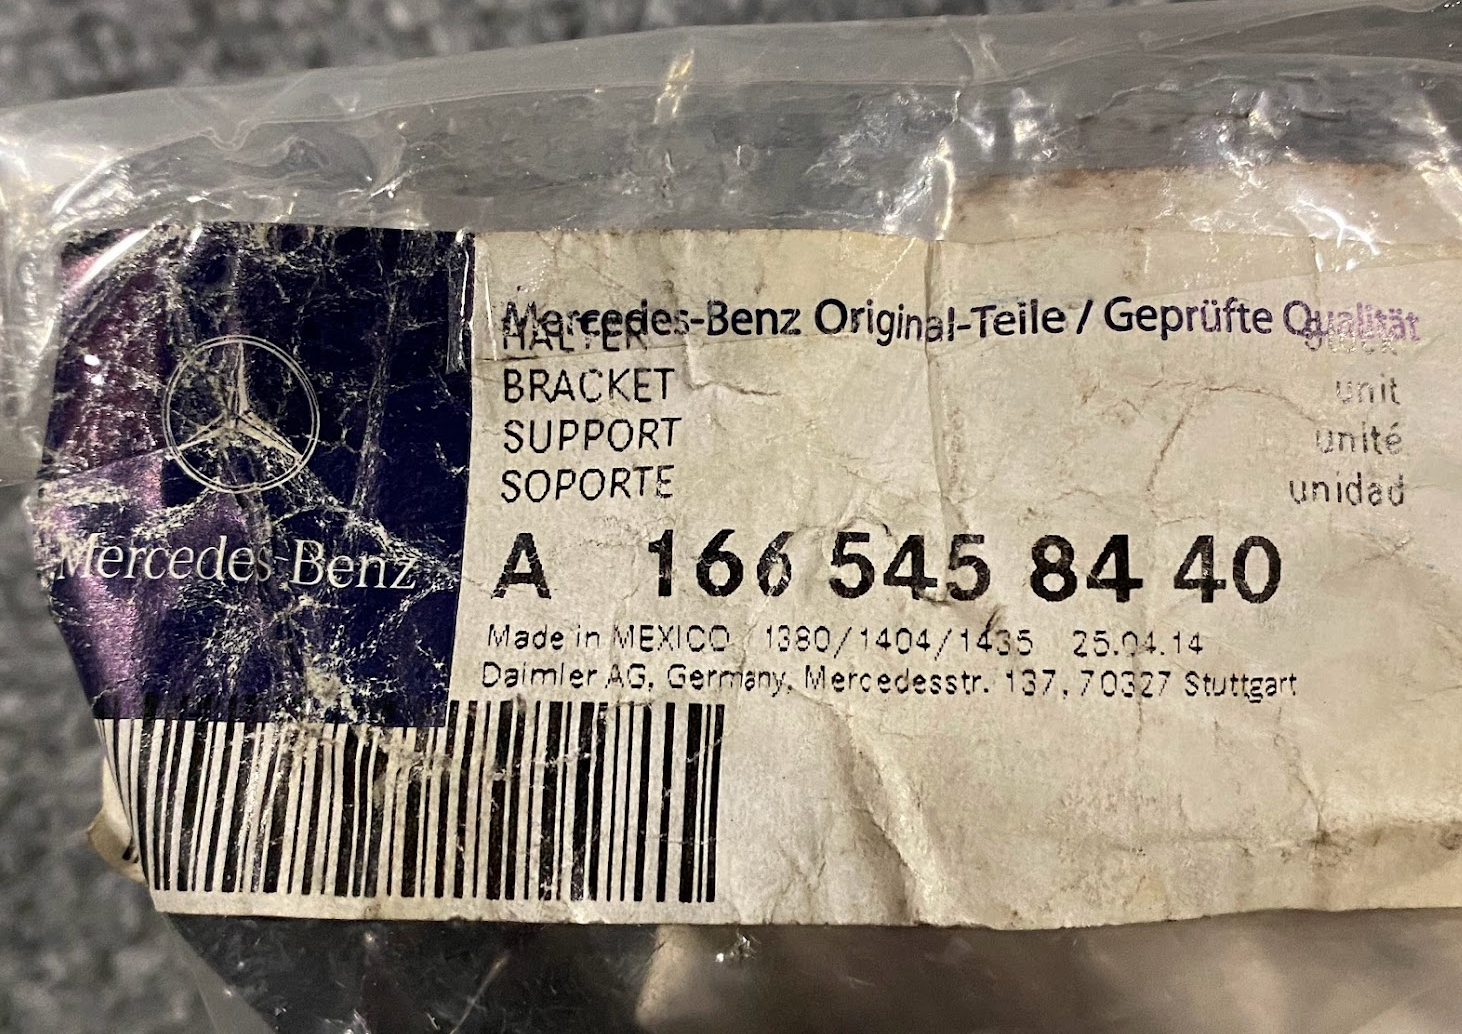 Mercedes-Benz Original-Teile / Geprüfte Qualität
HALTER
BRACKET unit
SUPPORT unité
SOPORTE unidad
Mercedes-Benz
A 166 545 84 40
Made in MEXICO 1380/1404/1435 25.04.14
Daimler AG, Germany, Mercedesstr. 137, 70327 Stuttgart